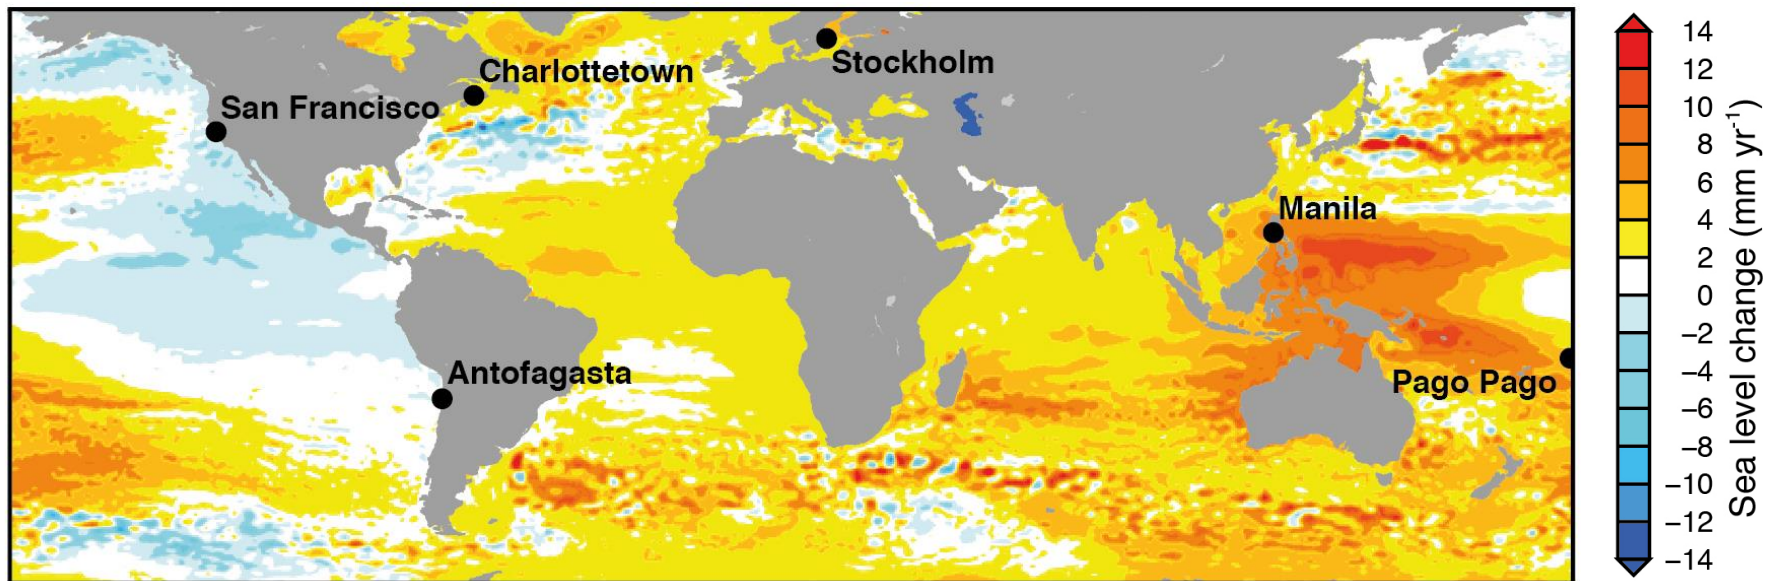 Stockholm
Charlottetown
San Francisco
Manila
Antofagasta
Pago Pago
14
12
10
8
6
4
2
0
−2
−4
−6
−8
−10
−12
−14
Sea level change (mm yr⁻¹)